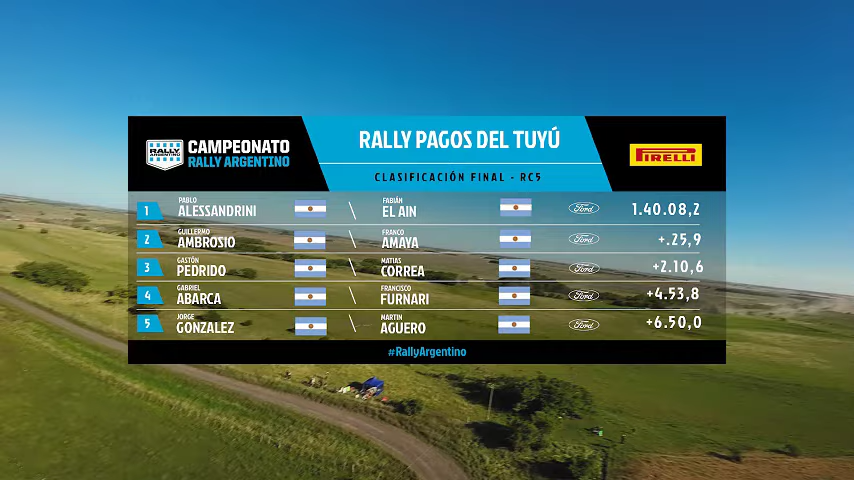 RALLY
ARGENTINO
CAMPEONATO
RALLY ARGENTINO
RALLY PAGOS DEL TUYÚ
CLASIFICACIÓN FINAL - RC5
PIRELLI
1 PABLO ALESSANDRINI \ FABIÁN EL AIN Ford 1.40.08,2
2 GUILLERMO AMBROSIO \ FRANCO AMAYA Ford +.25,9
3 GASTÓN PEDRIDO \ MATIAS CORREA Ford +2.10,6
4 GABRIEL ABARCA \ FRANCISCO FURNARI Ford +4.53,8
5 JORGE GONZALEZ \ MARTIN AGUERO Ford +6.50,0
#RallyArgentino